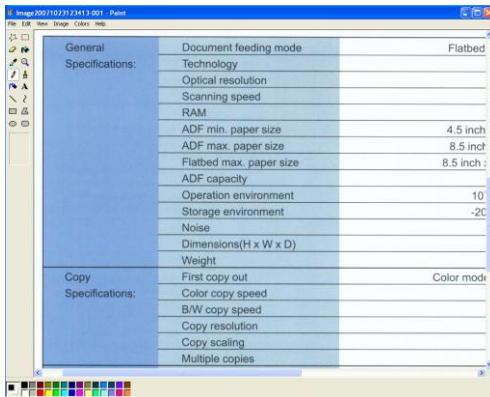 Image20071023123413-001 - Paint
File Edit View Image Colors Help
General Document feeding mode Flatbed
Specifications: Technology
Optical resolution
Scanning speed
RAM
ADF min. paper size 4.5 inch
ADF max. paper size 8.5 inch
Flatbed max. paper size 8.5 inch
ADF capacity
Operation environment 10
Storage environment -20
Noise
Dimensions(H x W x D)
Weight
Copy First copy out Color mode
Specifications: Color copy speed
B/W copy speed
Copy resolution
Copy scaling
Multiple copies